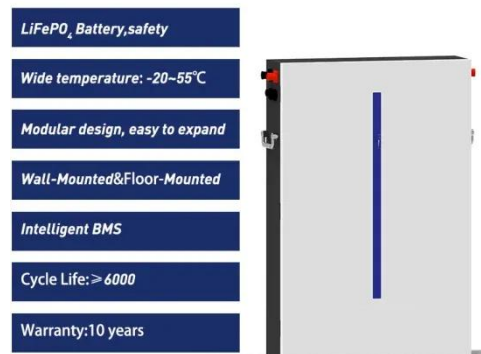 LiFePO₄ Battery,safety
Wide temperature: -20~55℃
Modular design, easy to expand
Wall-Mounted&Floor-Mounted
Intelligent BMS
Cycle Life:≥6000
Warranty:10 years